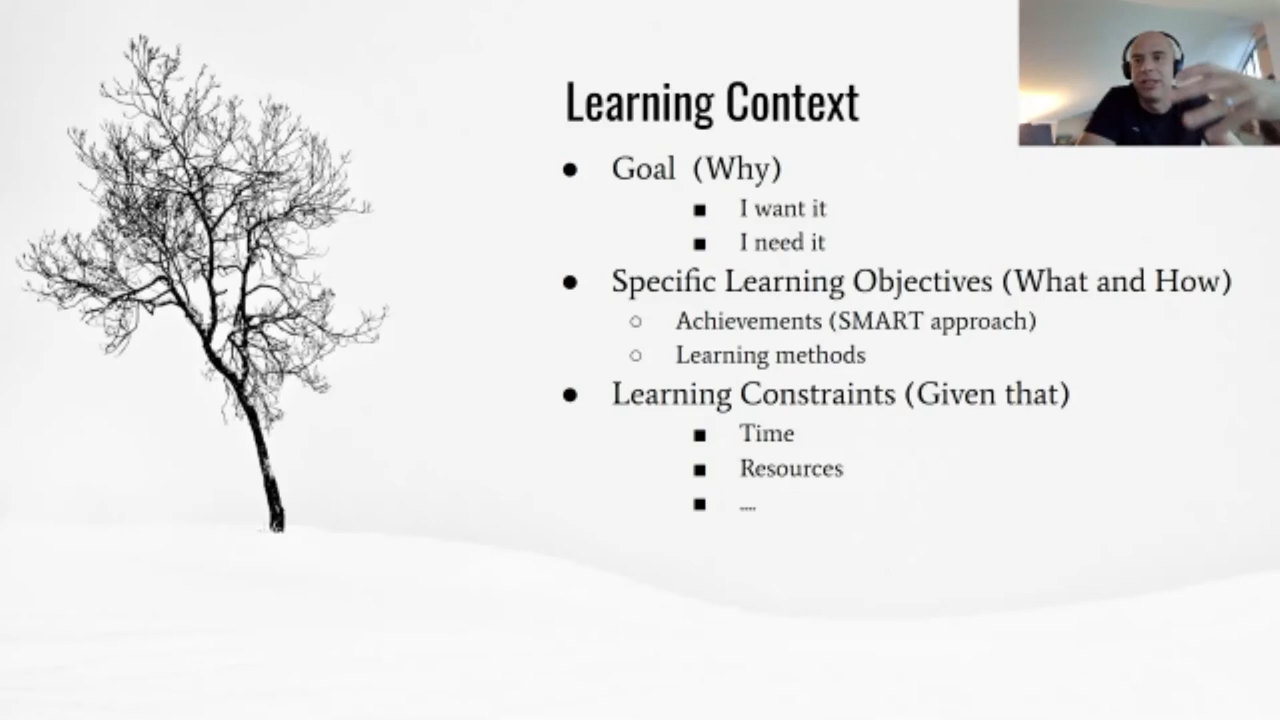 Learning Context
● Goal (Why)
■ I want it
■ I need it
● Specific Learning Objectives (What and How)
○ Achievements (SMART approach)
○ Learning methods
● Learning Constraints (Given that)
■ Time
■ Resources
■ ....